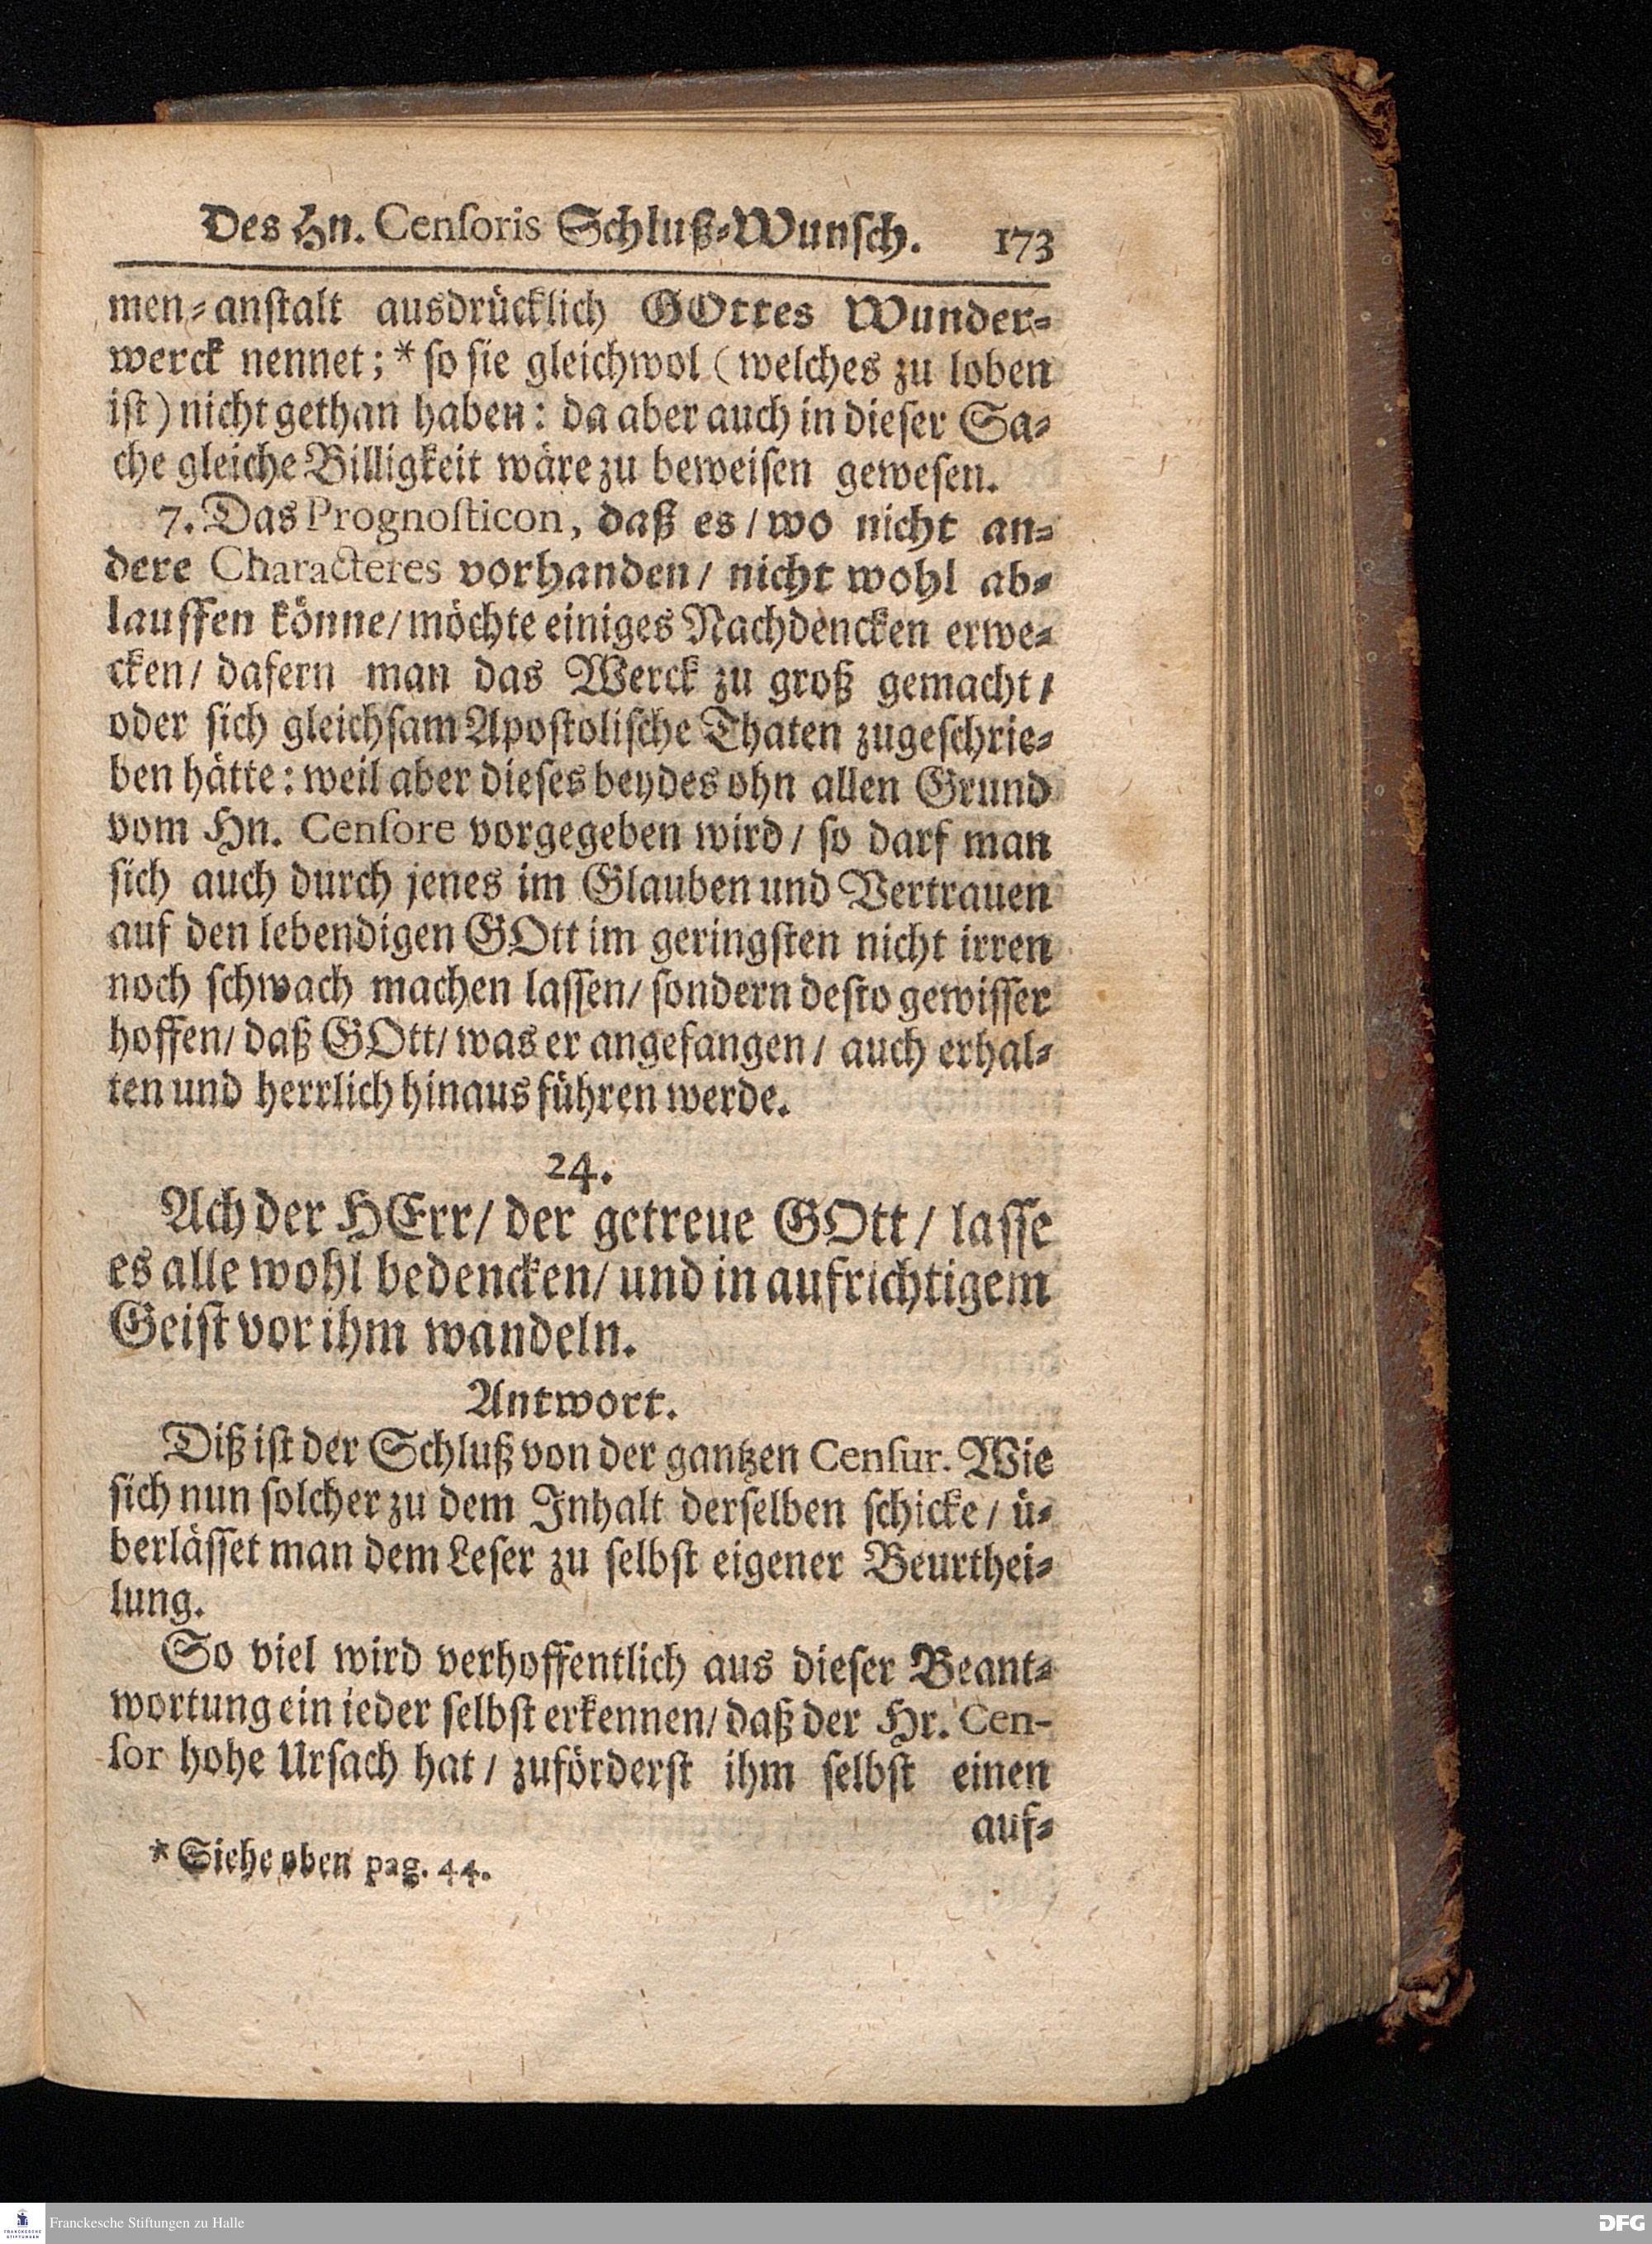 Des Hn. Cenſoris Schluß⸗Wunſch. 173
men⸗anſtalt ausdrücklich GOttes Wunder⸗
werck nennet; * ſo ſie gleichwol (welches zu loben
iſt) nicht gethan haben: da aber auch in dieſer Sa⸗
che gleiche Billigkeit wäre zu beweiſen geweſen.
7. Das Prognoſticon, daß es / wo nicht an⸗
dere Characteres vorhanden / nicht wohl ab⸗
lauffen könne / möchte einiges Nachdencken erwe⸗
cken / dafern man das Werck zu groß gemacht /
oder ſich gleichſam Apoſtoliſche Thaten zugeſchrie⸗
ben hätte: weil aber dieſes beydes ohn allen Grund
vom Hn. Cenſore vorgegeben wird / ſo darf man
ſich auch durch jenes im Glauben und Vertrauen
auf den lebendigen GOtt im geringſten nicht irren
noch ſchwach machen laſſen / ſondern deſto gewiſſer
hoffen / daß GOtt / was er angefangen / auch erhal⸗
ten und herrlich hinaus führen werde.
24.
Ach der HErr / der getreue GOtt / laſſe
es alle wohl bedencken / und in aufrichtigem
Geiſt vor ihm wandeln.
Antwort.
Diß iſt der Schluß von der gantzen Cenſur. Wie
ſich nun ſolcher zu dem Inhalt derſelben ſchicke / ü⸗
berläſſet man dem Leſer zu ſelbſt eigener Beurthei⸗
lung.
So viel wird verhoffentlich aus dieſer Beant⸗
wortung ein ieder ſelbſt erkennen / daß der Hr. Cen-
ſor hohe Urſach hat / zuförderſt ihm ſelbſt einen
auf⸗
* Siehe oben pag. 44.
FRANCKESCHE
STIFTUNGEN
Franckesche Stiftungen zu Halle
DFG